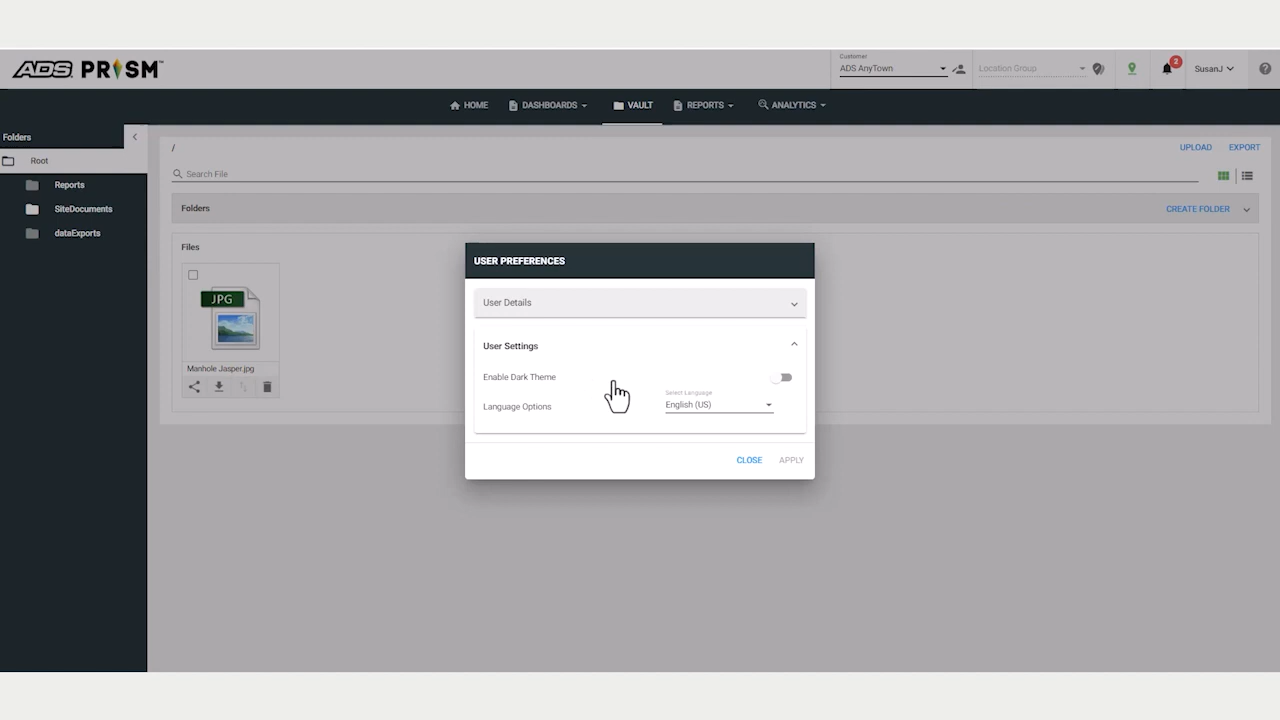 ADS PRISM™
Customer
ADS AnyTown
Location Group
2
SusanJ
HOME
DASHBOARDS
VAULT
REPORTS
ANALYTICS
Folders
Root
Reports
SiteDocuments
dataExports
/
UPLOAD
EXPORT
Search File
Folders
CREATE FOLDER
Files
JPG
Manhole Jasper.jpg
USER PREFERENCES
User Details
User Settings
Enable Dark Theme
Language Options
Select Language
English (US)
CLOSE
APPLY